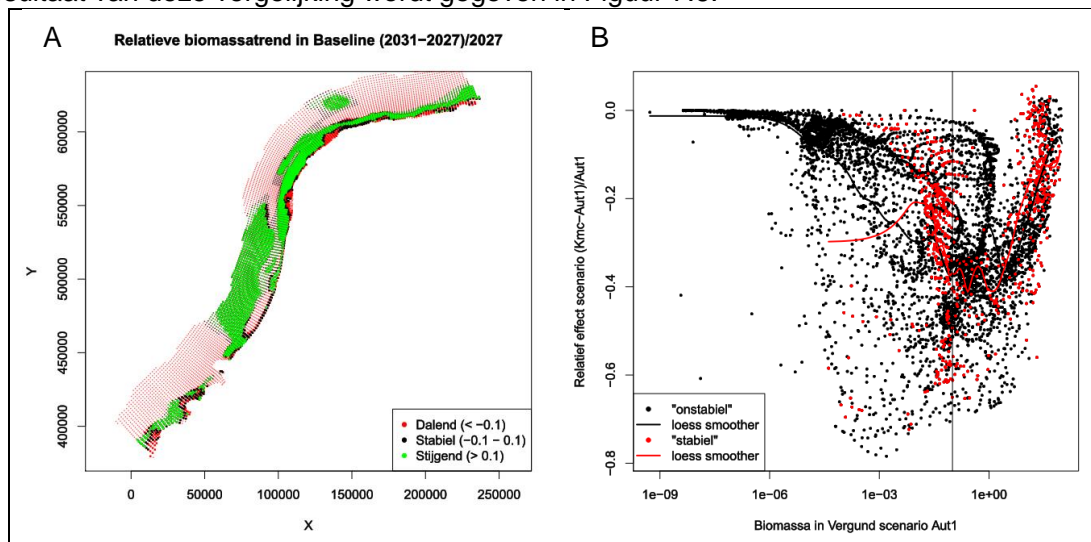 A
Relatieve biomassatrend in Baseline (2031−2027)/2027
Y
600000
550000
500000
450000
400000
Dalend (< −0.1)
Stabiel (−0.1 − 0.1)
Stijgend (> 0.1)
0 50000 100000 150000 200000 250000
X
B
Relatief effect scenario (Kmc−Aut1)/Aut1
0.0
−0.2
−0.4
−0.6
−0.8
"onstabiel"
loess smoother
"stabiel"
loess smoother
1e−09 1e−06 1e−03 1e+00
Biomassa in Vergund scenario Aut1